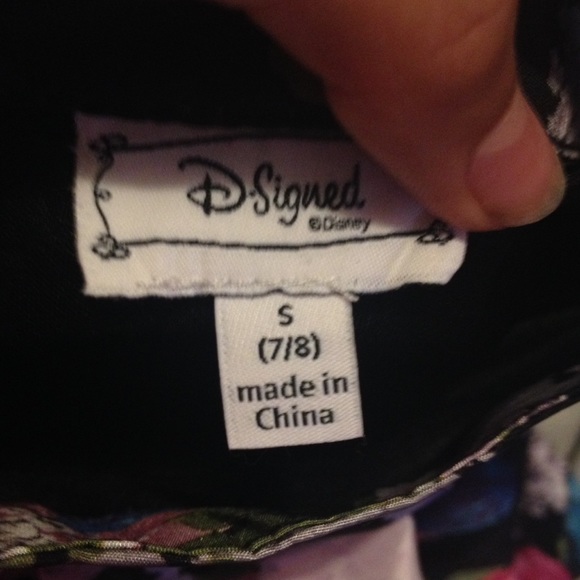 D-Signed
©Disney
S
(7/8)
made in
China